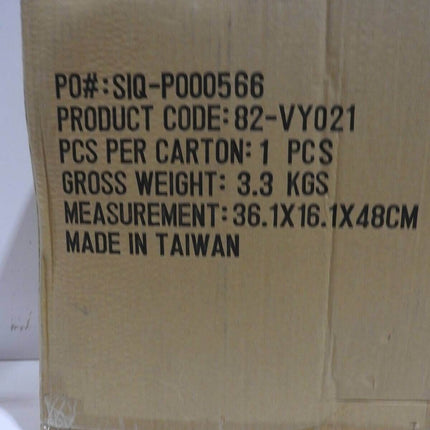 PO#:SIQ-P000566
PRODUCT CODE:82-VY021
PCS PER CARTON:1 PCS
GROSS WEIGHT: 3.3 KGS
MEASUREMENT:36.1X16.1X48CM
MADE IN TAIWAN